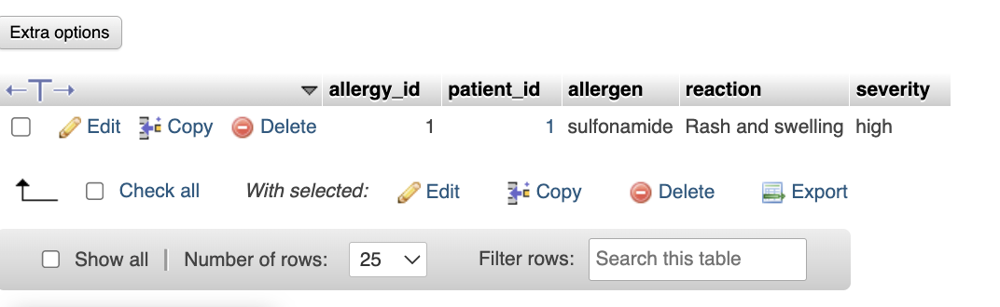 Extra options
←T→ allergy_id patient_id allergen reaction severity
Edit Copy Delete 1 1 sulfonamide Rash and swelling high
Check all With selected: Edit Copy Delete Export
Show all | Number of rows: 25 Filter rows: Search this table